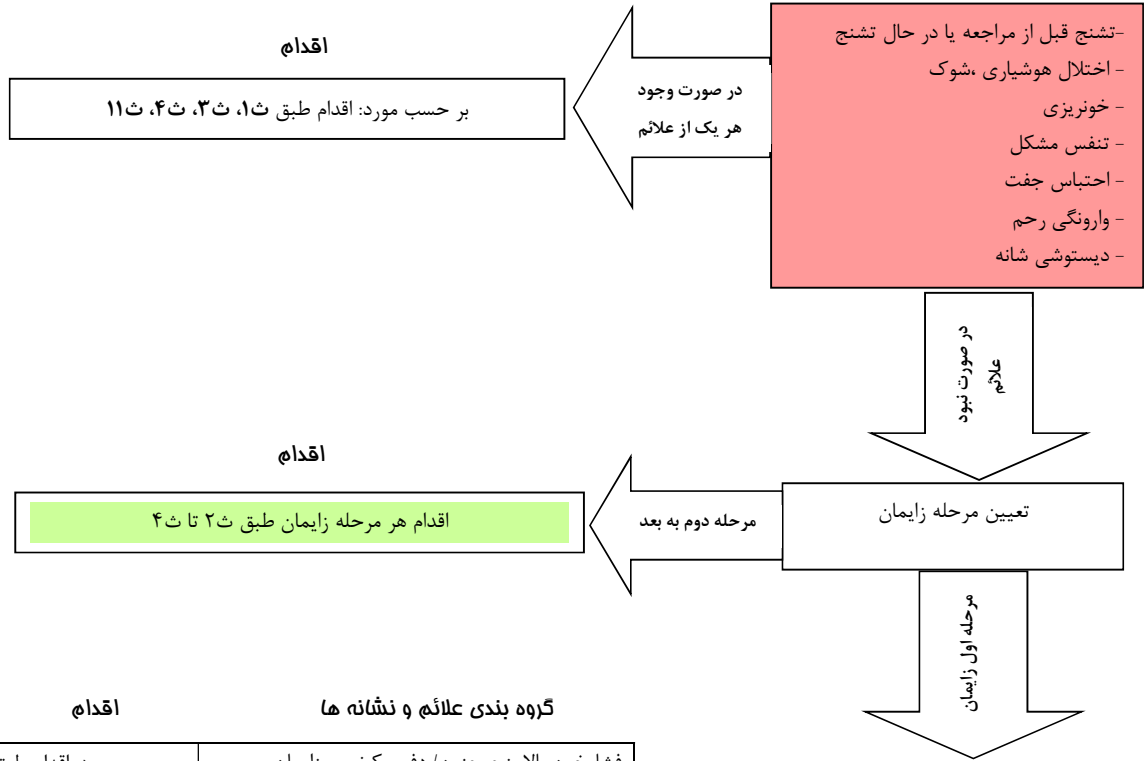 -تشنج قبل از مراجعه یا در حال تشنج
- اختلال هوشیاری ،شوک
- خونریزی
- تنفس مشکل
- احتباس جفت
- وارونگی رحم
- دیستوشی شانه
در صورت وجود
هر یک از علائم
اقدام
بر حسب مورد: اقدام طبق ث۱، ث۳، ث۴، ث۱۱
در صورت نبود
علائم
تعیین مرحله زایمان
مرحله دوم به بعد
اقدام
اقدام هر مرحله زایمان طبق ث۲ تا ث۴
مرحله اول زایمان
گروه بندی علائم و نشانه ها
اقدام